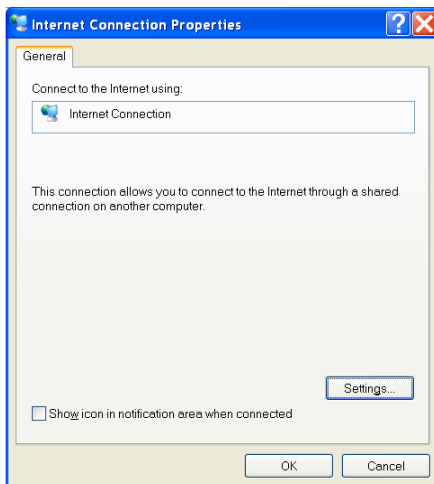 Internet Connection Properties
General
Connect to the Internet using:
Internet Connection
This connection allows you to connect to the Internet through a shared
connection on another computer.
Settings...
Show icon in notification area when connected
OK
Cancel